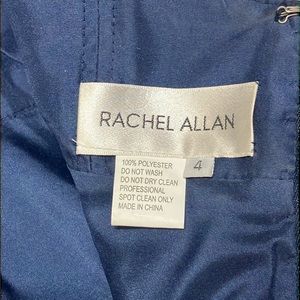 RACHEL ALLAN
4
100% POLYESTER
DO NOT WASH
DO NOT DRY CLEAN
PROFESSIONAL
SPOT CLEAN ONLY
MADE IN CHINA